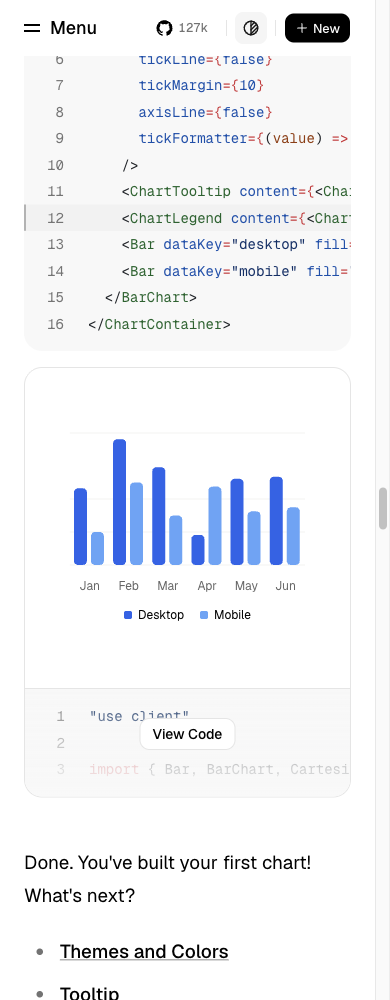 Menu
127k
+ New
6 tickLine={false}
7 tickMargin={10}
8 axisLine={false}
9 tickFormatter={(value) =>
10 />
11 <ChartTooltip content={<Char
12 <ChartLegend content={<Chart
13 <Bar dataKey="desktop" fill=
14 <Bar dataKey="mobile" fill="
15 </BarChart>
16 </ChartContainer>
Jan Feb Mar Apr May Jun
Desktop Mobile
1 "use client"
2
View Code
3 import { Bar, BarChart, Cartesi
Done. You've built your first chart!
What's next?
• Themes and Colors
• Tooltip